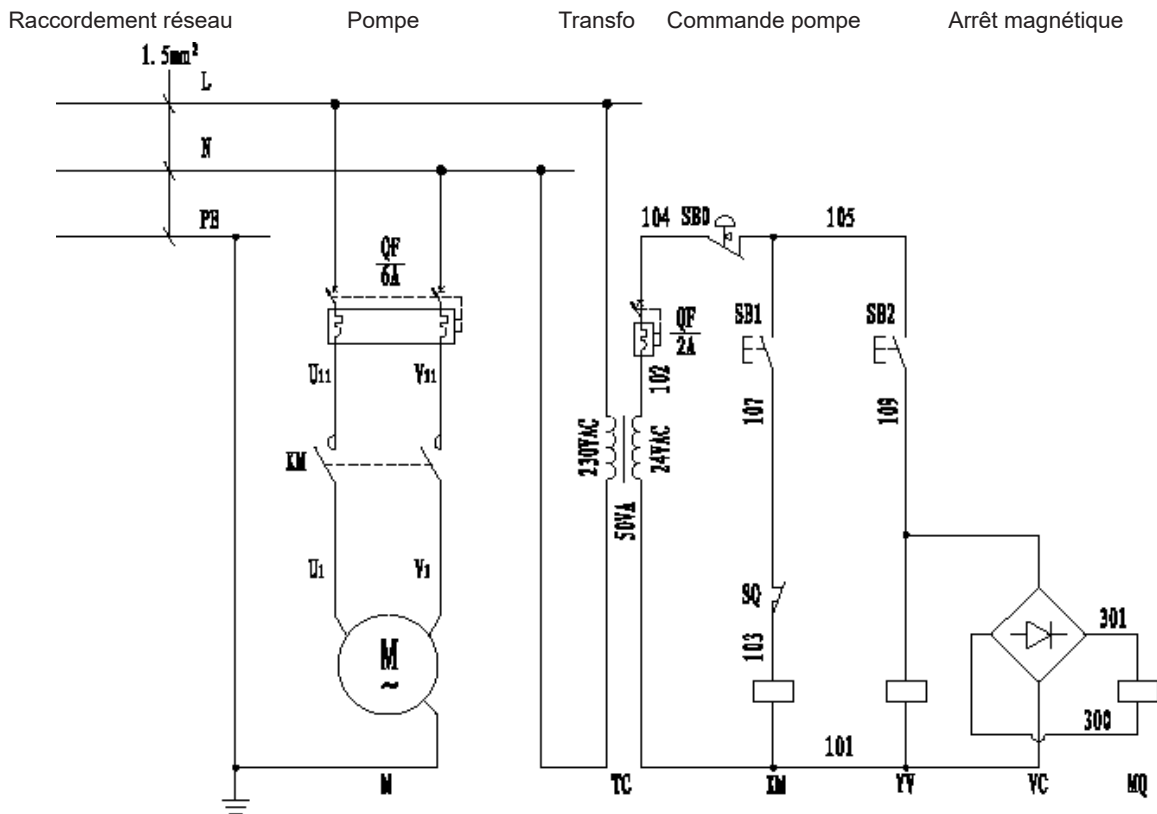 Raccordement réseau Pompe Transfo Commande pompe Arrêt magnétique
1.5mm²
L
N
PE
104 SB0 105
QF
6A
QF
2A
SB1 SB2
U11 V11
102
107 109
KM
230VAC 24VAC
50VA
U1 V1
SQ
103
301
M
~
300
101
M TC KM YV VC MQ